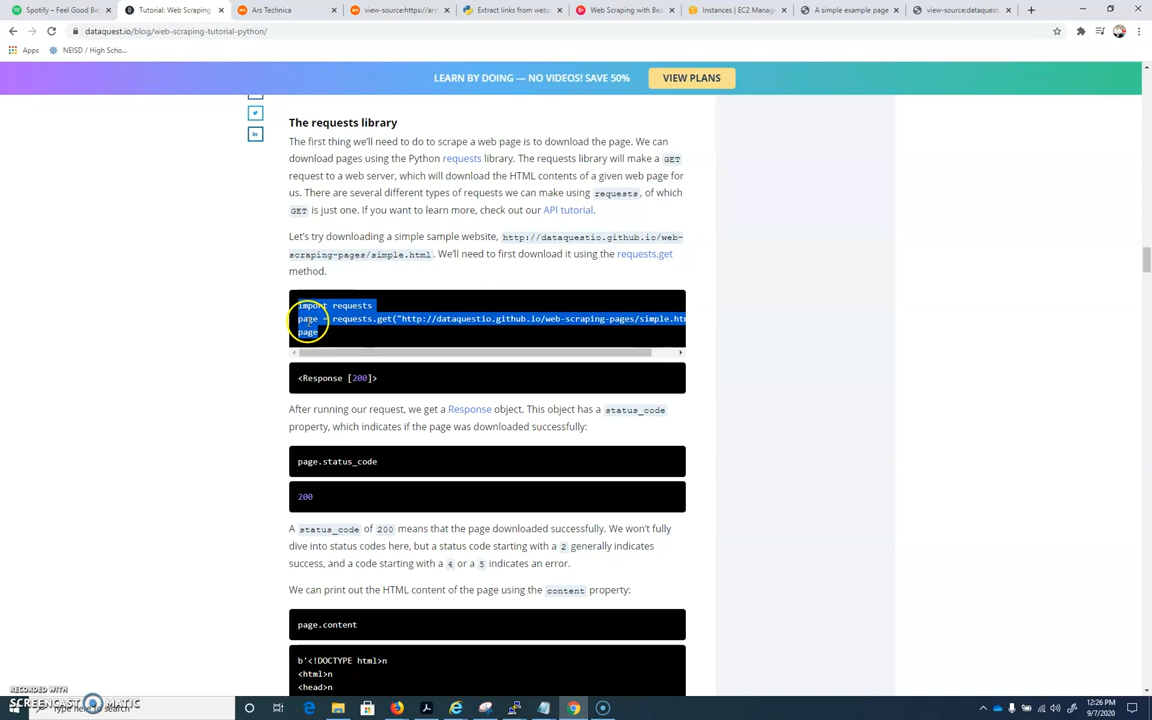 Spotify – Feel Good Be
Tutorial: Web Scraping
Ars Technica
view-source:https://ars
Extract links from web
Web Scraping with Bea
Instances | EC2 Mana
A simple example page
view-source:dataquest
dataquest.io/blog/web-scraping-tutorial-python/
Apps
NEISD / High Scho...
LEARN BY DOING — NO VIDEOS! SAVE 50%
VIEW PLANS
The requests library
The first thing we'll need to do to scrape a web page is to download the page. We can
download pages using the Python requests library. The requests library will make a GET
request to a web server, which will download the HTML contents of a given web page for
us. There are several different types of requests we can make using requests, of which
GET is just one. If you want to learn more, check out our API tutorial.
Let's try downloading a simple sample website, http://dataquestio.github.io/web-
scraping-pages/simple.html. We'll need to first download it using the requests.get
method.
import requests
page = requests.get("http://dataquestio.github.io/web-scraping-pages/simple.htm
page
<Response [200]>
After running our request, we get a Response object. This object has a status_code
property, which indicates if the page was downloaded successfully:
page.status_code
200
A status_code of 200 means that the page downloaded successfully. We won't fully
dive into status codes here, but a status code starting with a 2 generally indicates
success, and a code starting with a 4 or a 5 indicates an error.
We can print out the HTML content of the page using the content property:
page.content
b'<!DOCTYPE html>n
<html>n
<head>n
RECORDED WITH
SCREENCAST MATIC
Type here to search
12:26 PM
9/7/2020